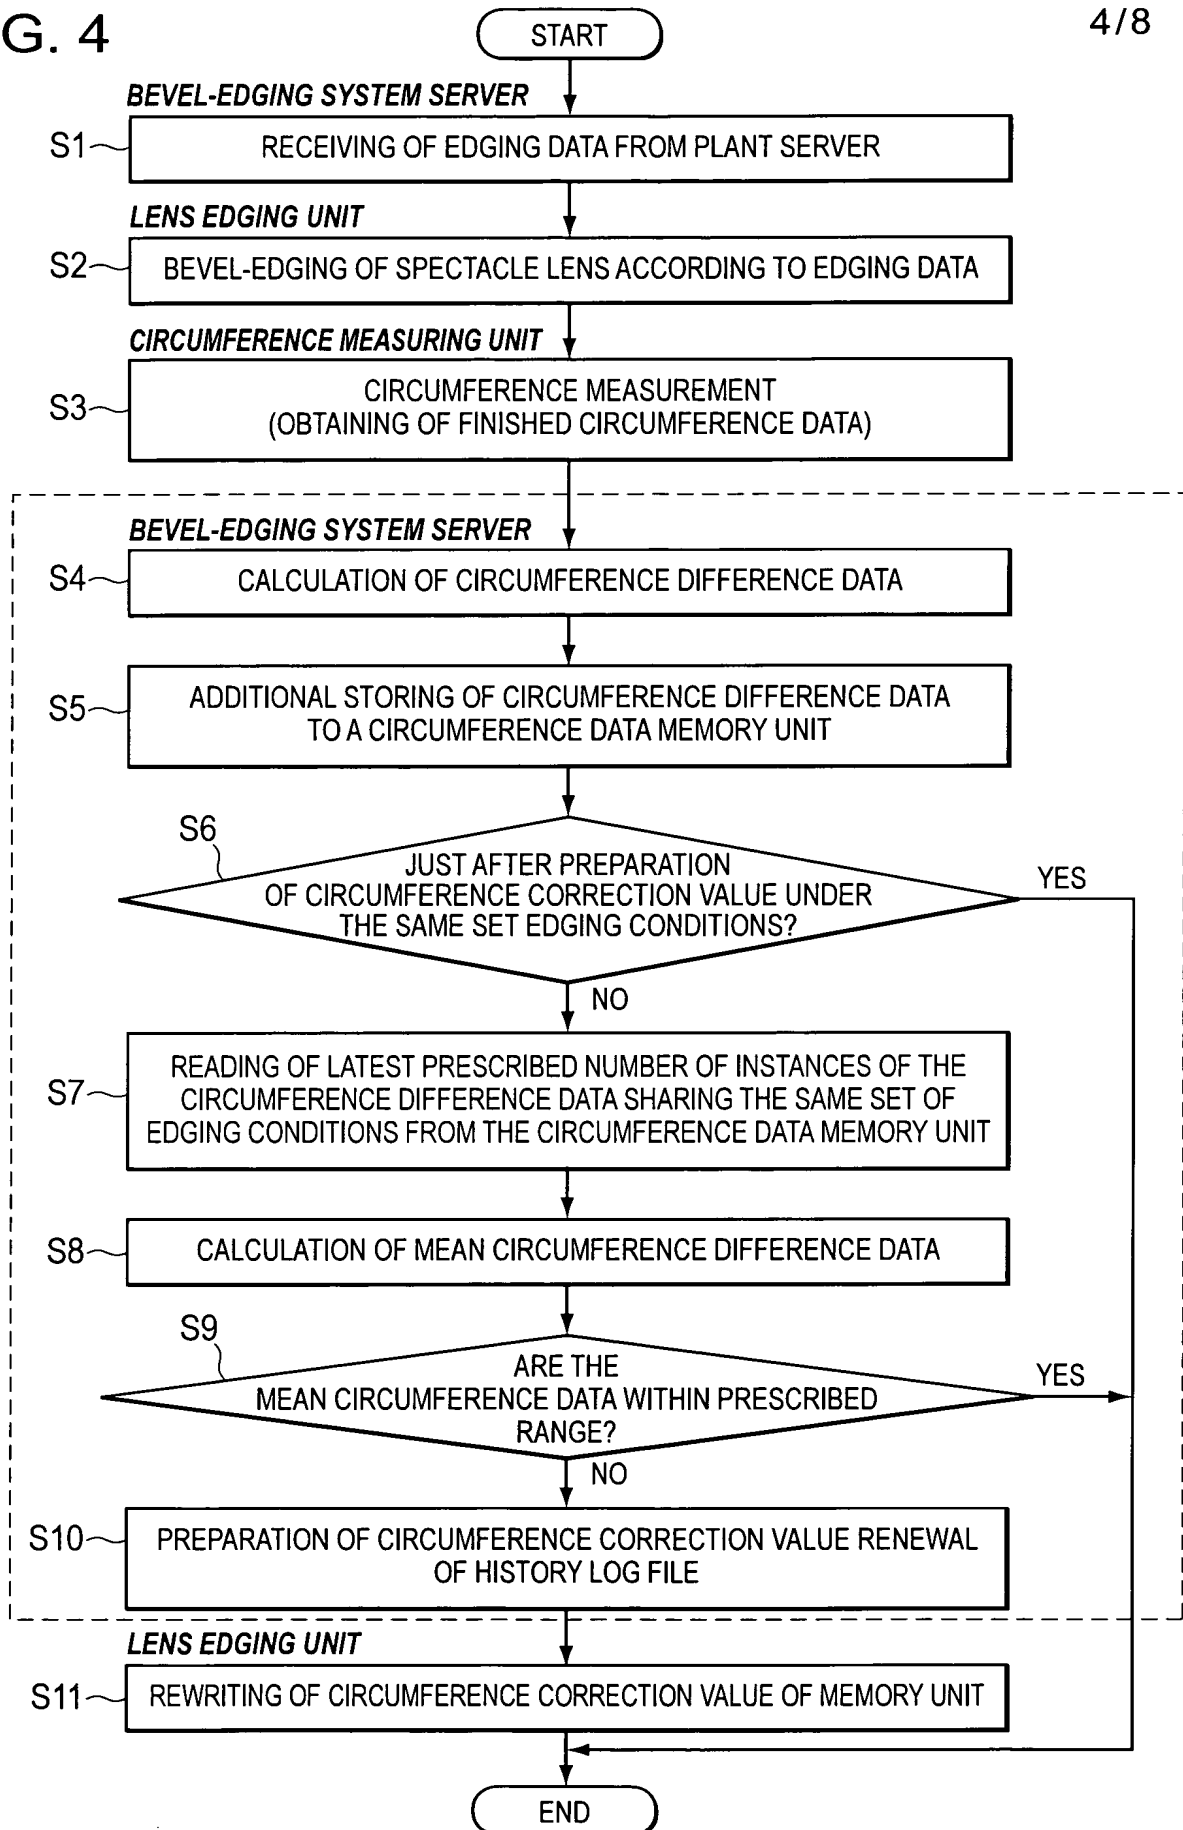 G. 4
4/8
START
BEVEL-EDGING SYSTEM SERVER
S1
RECEIVING OF EDGING DATA FROM PLANT SERVER
LENS EDGING UNIT
S2
BEVEL-EDGING OF SPECTACLE LENS ACCORDING TO EDGING DATA
CIRCUMFERENCE MEASURING UNIT
S3
CIRCUMFERENCE MEASUREMENT
(OBTAINING OF FINISHED CIRCUMFERENCE DATA)
BEVEL-EDGING SYSTEM SERVER
S4
CALCULATION OF CIRCUMFERENCE DIFFERENCE DATA
S5
ADDITIONAL STORING OF CIRCUMFERENCE DIFFERENCE DATA
TO A CIRCUMFERENCE DATA MEMORY UNIT
S6
JUST AFTER PREPARATION
OF CIRCUMFERENCE CORRECTION VALUE UNDER
THE SAME SET EDGING CONDITIONS?
YES
NO
S7
READING OF LATEST PRESCRIBED NUMBER OF INSTANCES OF THE
CIRCUMFERENCE DIFFERENCE DATA SHARING THE SAME SET OF
EDGING CONDITIONS FROM THE CIRCUMFERENCE DATA MEMORY UNIT
S8
CALCULATION OF MEAN CIRCUMFERENCE DIFFERENCE DATA
S9
ARE THE
MEAN CIRCUMFERENCE DATA WITHIN PRESCRIBED
RANGE?
YES
NO
S10
PREPARATION OF CIRCUMFERENCE CORRECTION VALUE RENEWAL
OF HISTORY LOG FILE
LENS EDGING UNIT
S11
REWRITING OF CIRCUMFERENCE CORRECTION VALUE OF MEMORY UNIT
END